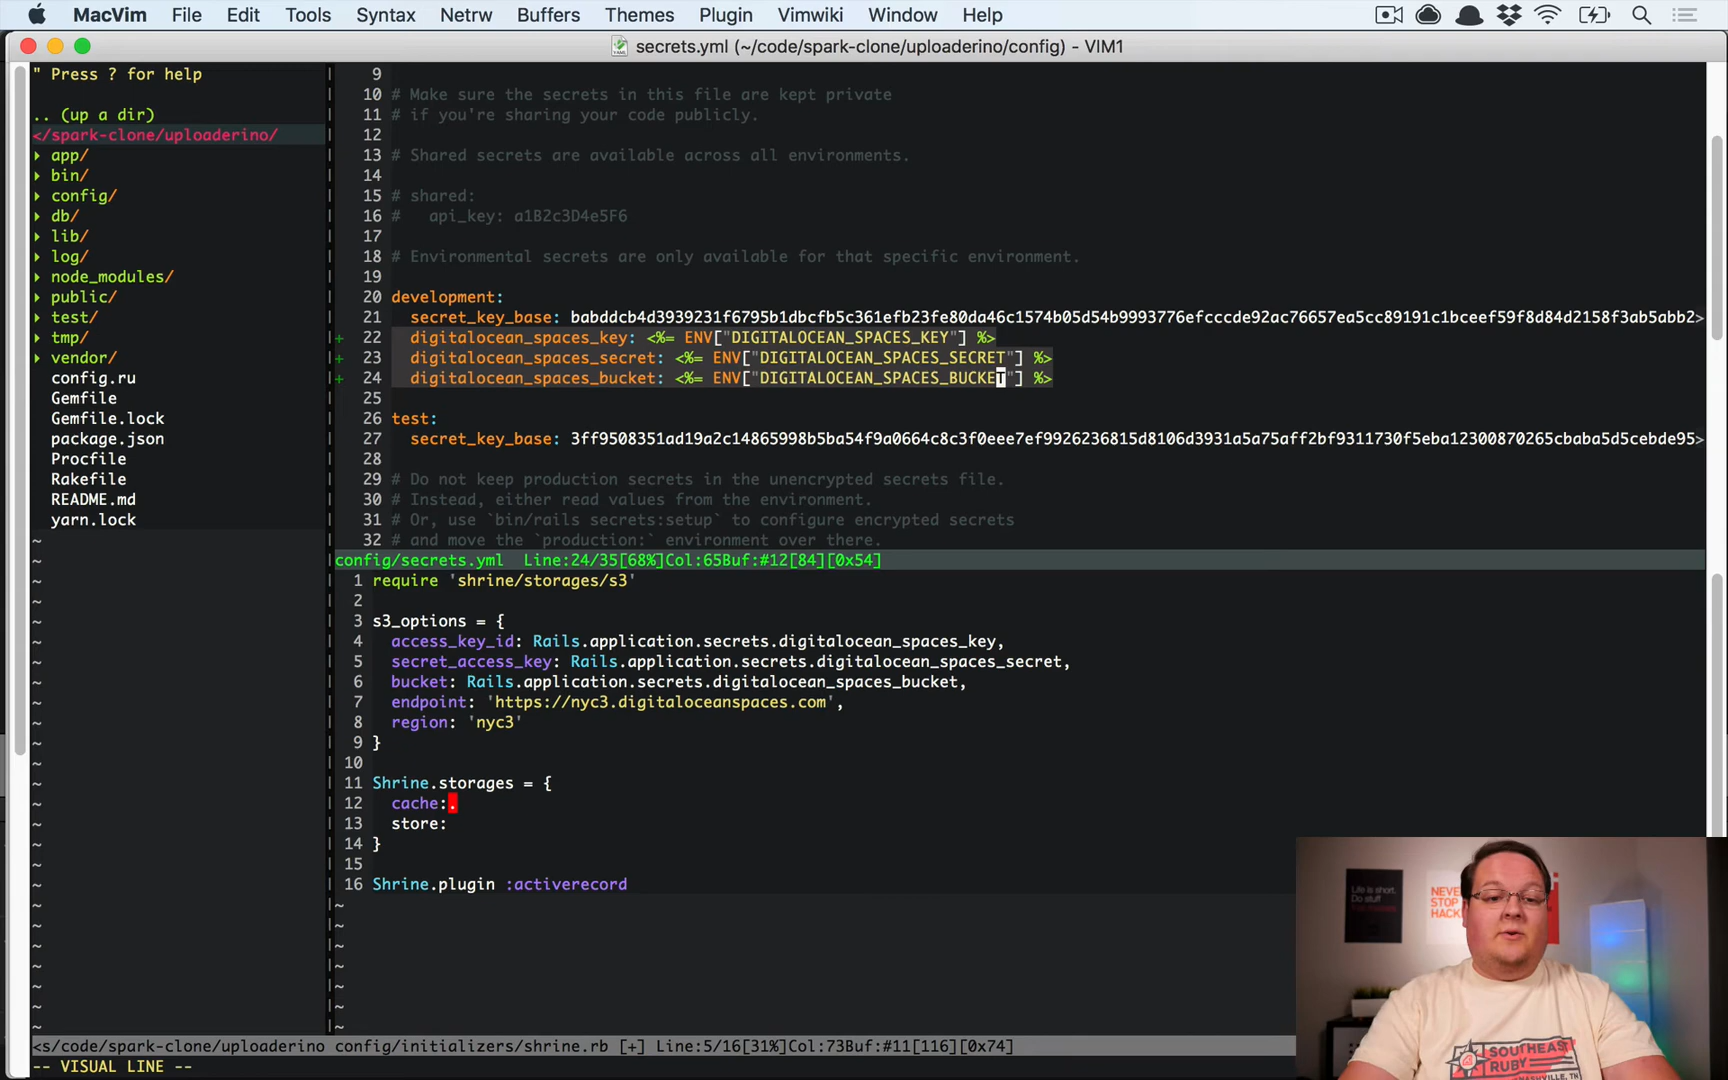 MacVim File Edit Tools Syntax Netrw Buffers Themes Plugin Vimwiki Window Help
secrets.yml (~/code/spark-clone/uploaderino/config) - VIM1
" Press ? for help
.. (up a dir)
</spark-clone/uploaderino/
app/
bin/
config/
db/
lib/
log/
node_modules/
public/
test/
tmp/
vendor/
config.ru
Gemfile
Gemfile.lock
package.json
Procfile
Rakefile
README.md
yarn.lock
9
10 # Make sure the secrets in this file are kept private
11 # if you're sharing your code publicly.
12
13 # Shared secrets are available across all environments.
14
15 # shared:
16 #   api_key: a1B2c3D4e5F6
17
18 # Environmental secrets are only available for that specific environment.
19
20 development:
21   secret_key_base: babddcb4d3939231f6795b1dbcfb5c361efb23fe80da46c1574b05d54b9993776efcccde92ac76657ea5cc89191c1bceef59f8d84d2158f3ab5abb2>
+ 22   digitalocean_spaces_key: <%= ENV["DIGITALOCEAN_SPACES_KEY"] %>
+ 23   digitalocean_spaces_secret: <%= ENV["DIGITALOCEAN_SPACES_SECRET"] %>
+ 24   digitalocean_spaces_bucket: <%= ENV["DIGITALOCEAN_SPACES_BUCKET"] %>
25
26 test:
27   secret_key_base: 3ff9508351ad19a2c14865998b5ba54f9a0664c8c3f0eee7ef9926236815d8106d3931a5a75aff2bf9311730f5eba12300870265cbaba5d5cebde95>
28
29 # Do not keep production secrets in the unencrypted secrets file.
30 # Instead, either read values from the environment.
31 # Or, use `bin/rails secrets:setup` to configure encrypted secrets
32 # and move the `production:` environment over there.
config/secrets.yml  Line:24/35[68%]Col:65Buf:#12[84][0x54]
1 require 'shrine/storages/s3'
2
3 s3_options = {
4   access_key_id: Rails.application.secrets.digitalocean_spaces_key,
5   secret_access_key: Rails.application.secrets.digitalocean_spaces_secret,
6   bucket: Rails.application.secrets.digitalocean_spaces_bucket,
7   endpoint: 'https://nyc3.digitaloceanspaces.com',
8   region: 'nyc3'
9 }
10
11 Shrine.storages = {
12   cache:.
13   store:
14 }
15
16 Shrine.plugin :activerecord
<s/code/spark-clone/uploaderino config/initializers/shrine.rb [+] Line:5/16[31%]Col:73Buf:#11[116][0x74]
-- VISUAL LINE --
Life is short.
Do stuff
NEVER
STOP
HACK
SOUTHEAST
RUBY
NASHVILLE, TN